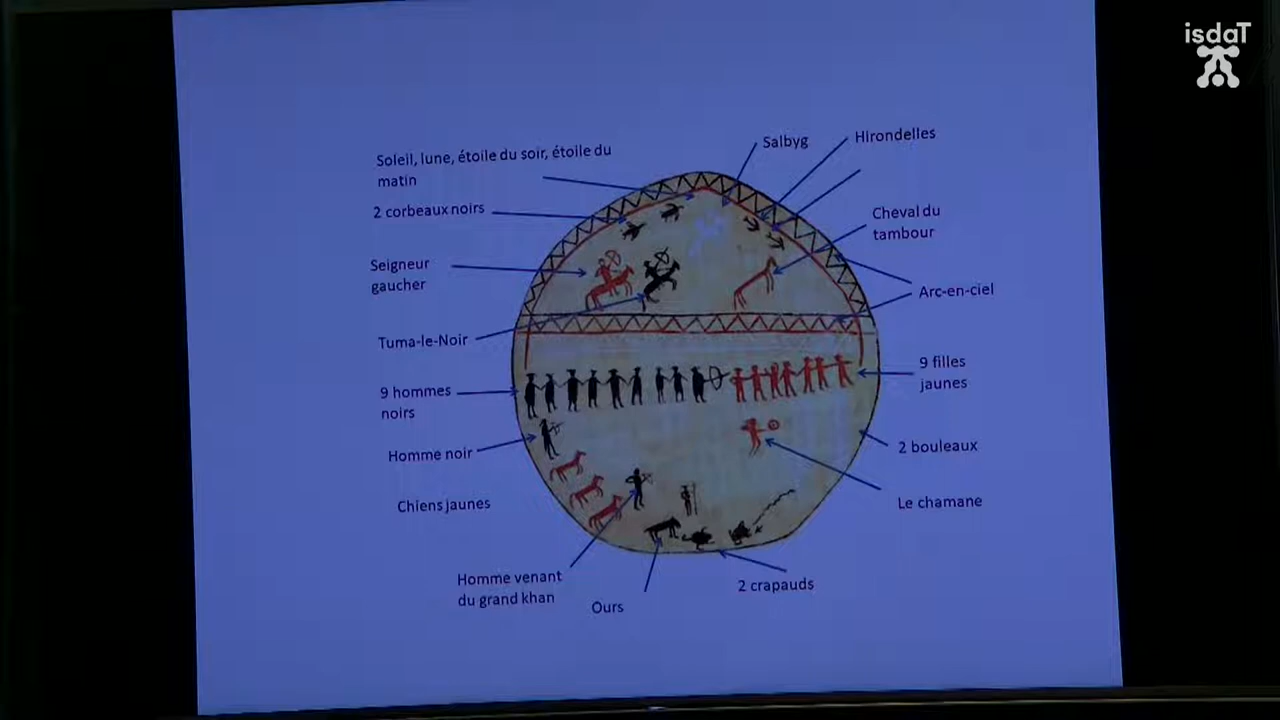 isdaT
Soleil, lune, étoile du soir, étoile du
matin
2 corbeaux noirs
Seigneur
gaucher
Tuma-le-Noir
9 hommes
noirs
Homme noir
Chiens jaunes
Homme venant
du grand khan
Ours
2 crapauds
Salbyg
Hirondelles
Cheval du
tambour
Arc-en-ciel
9 filles
jaunes
2 bouleaux
Le chamane